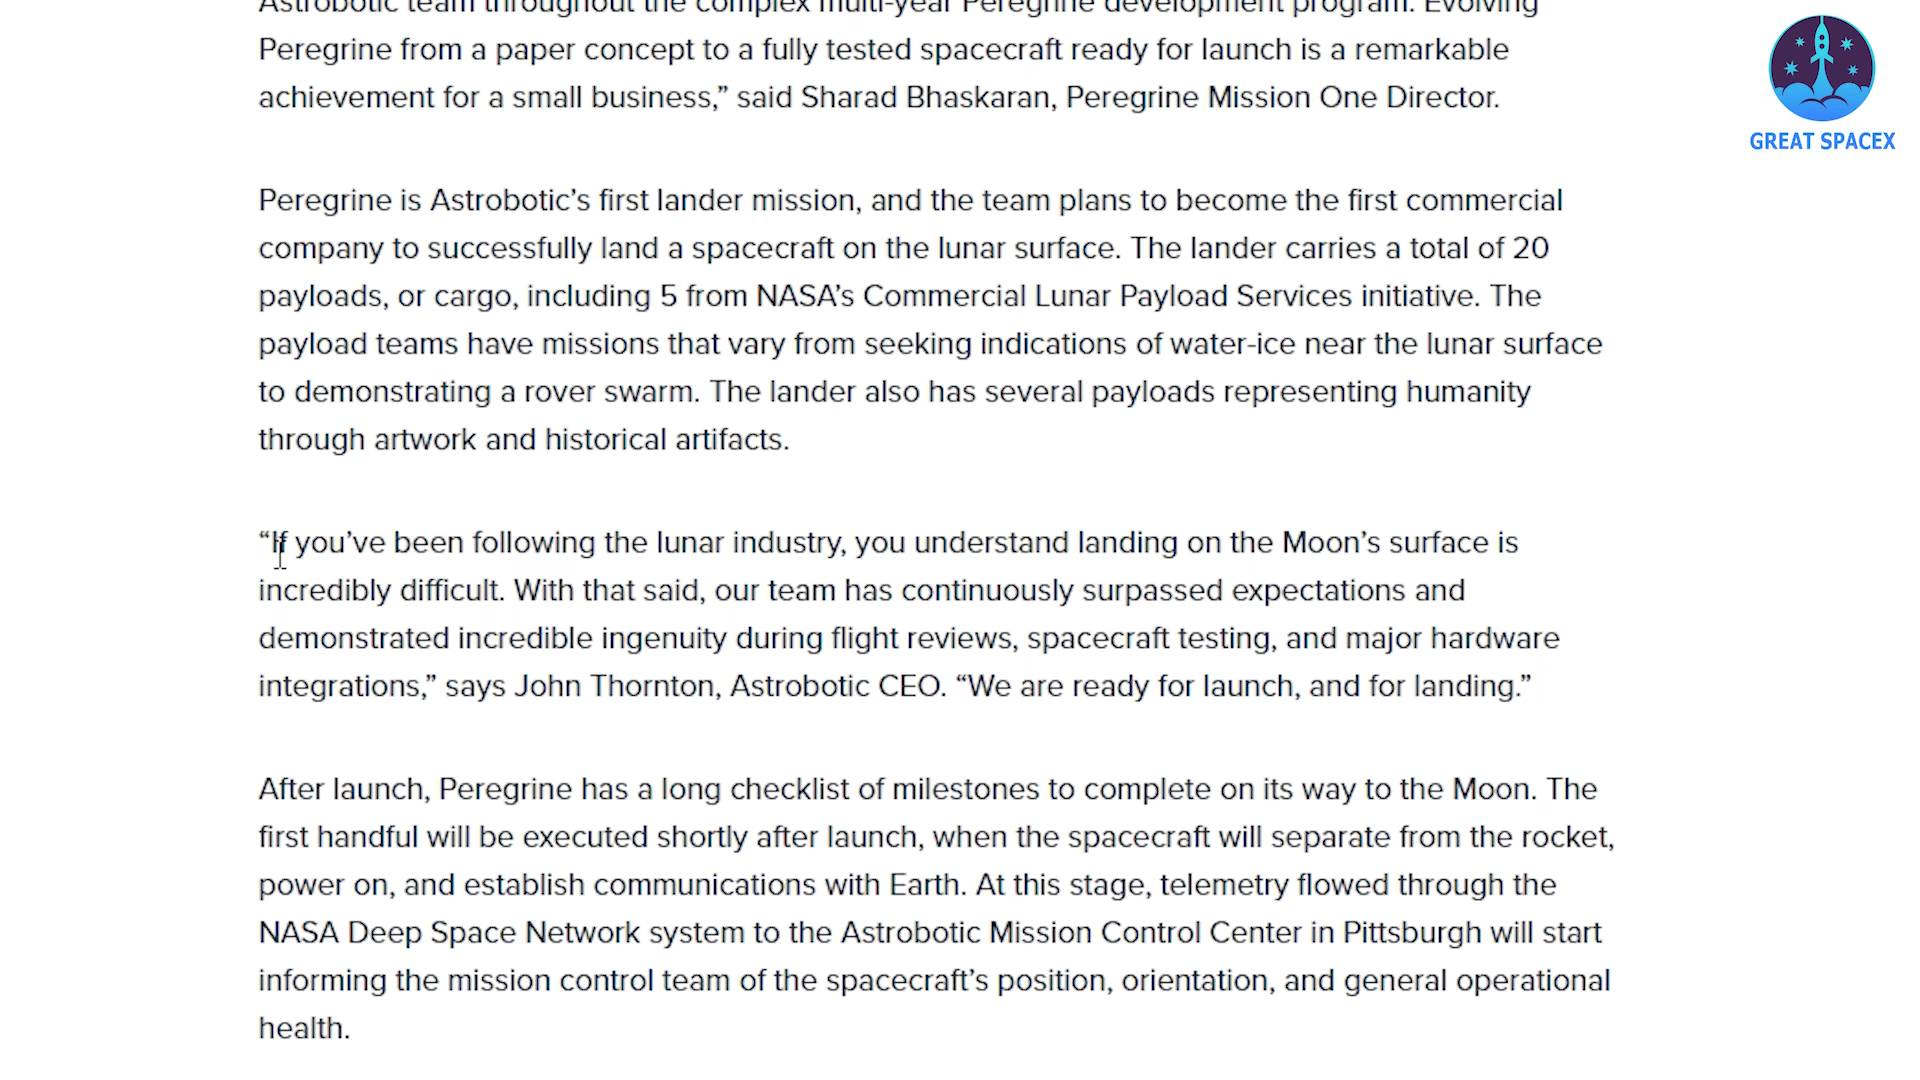 Astrobotic team throughout the complex multi-year Peregrine development program. Evolving
Peregrine from a paper concept to a fully tested spacecraft ready for launch is a remarkable
achievement for a small business,” said Sharad Bhaskaran, Peregrine Mission One Director.
GREAT SPACEX
Peregrine is Astrobotic’s first lander mission, and the team plans to become the first commercial
company to successfully land a spacecraft on the lunar surface. The lander carries a total of 20
payloads, or cargo, including 5 from NASA’s Commercial Lunar Payload Services initiative. The
payload teams have missions that vary from seeking indications of water-ice near the lunar surface
to demonstrating a rover swarm. The lander also has several payloads representing humanity
through artwork and historical artifacts.
“If you’ve been following the lunar industry, you understand landing on the Moon’s surface is
incredibly difficult. With that said, our team has continuously surpassed expectations and
demonstrated incredible ingenuity during flight reviews, spacecraft testing, and major hardware
integrations,” says John Thornton, Astrobotic CEO. “We are ready for launch, and for landing.”
After launch, Peregrine has a long checklist of milestones to complete on its way to the Moon. The
first handful will be executed shortly after launch, when the spacecraft will separate from the rocket,
power on, and establish communications with Earth. At this stage, telemetry flowed through the
NASA Deep Space Network system to the Astrobotic Mission Control Center in Pittsburgh will start
informing the mission control team of the spacecraft’s position, orientation, and general operational
health.